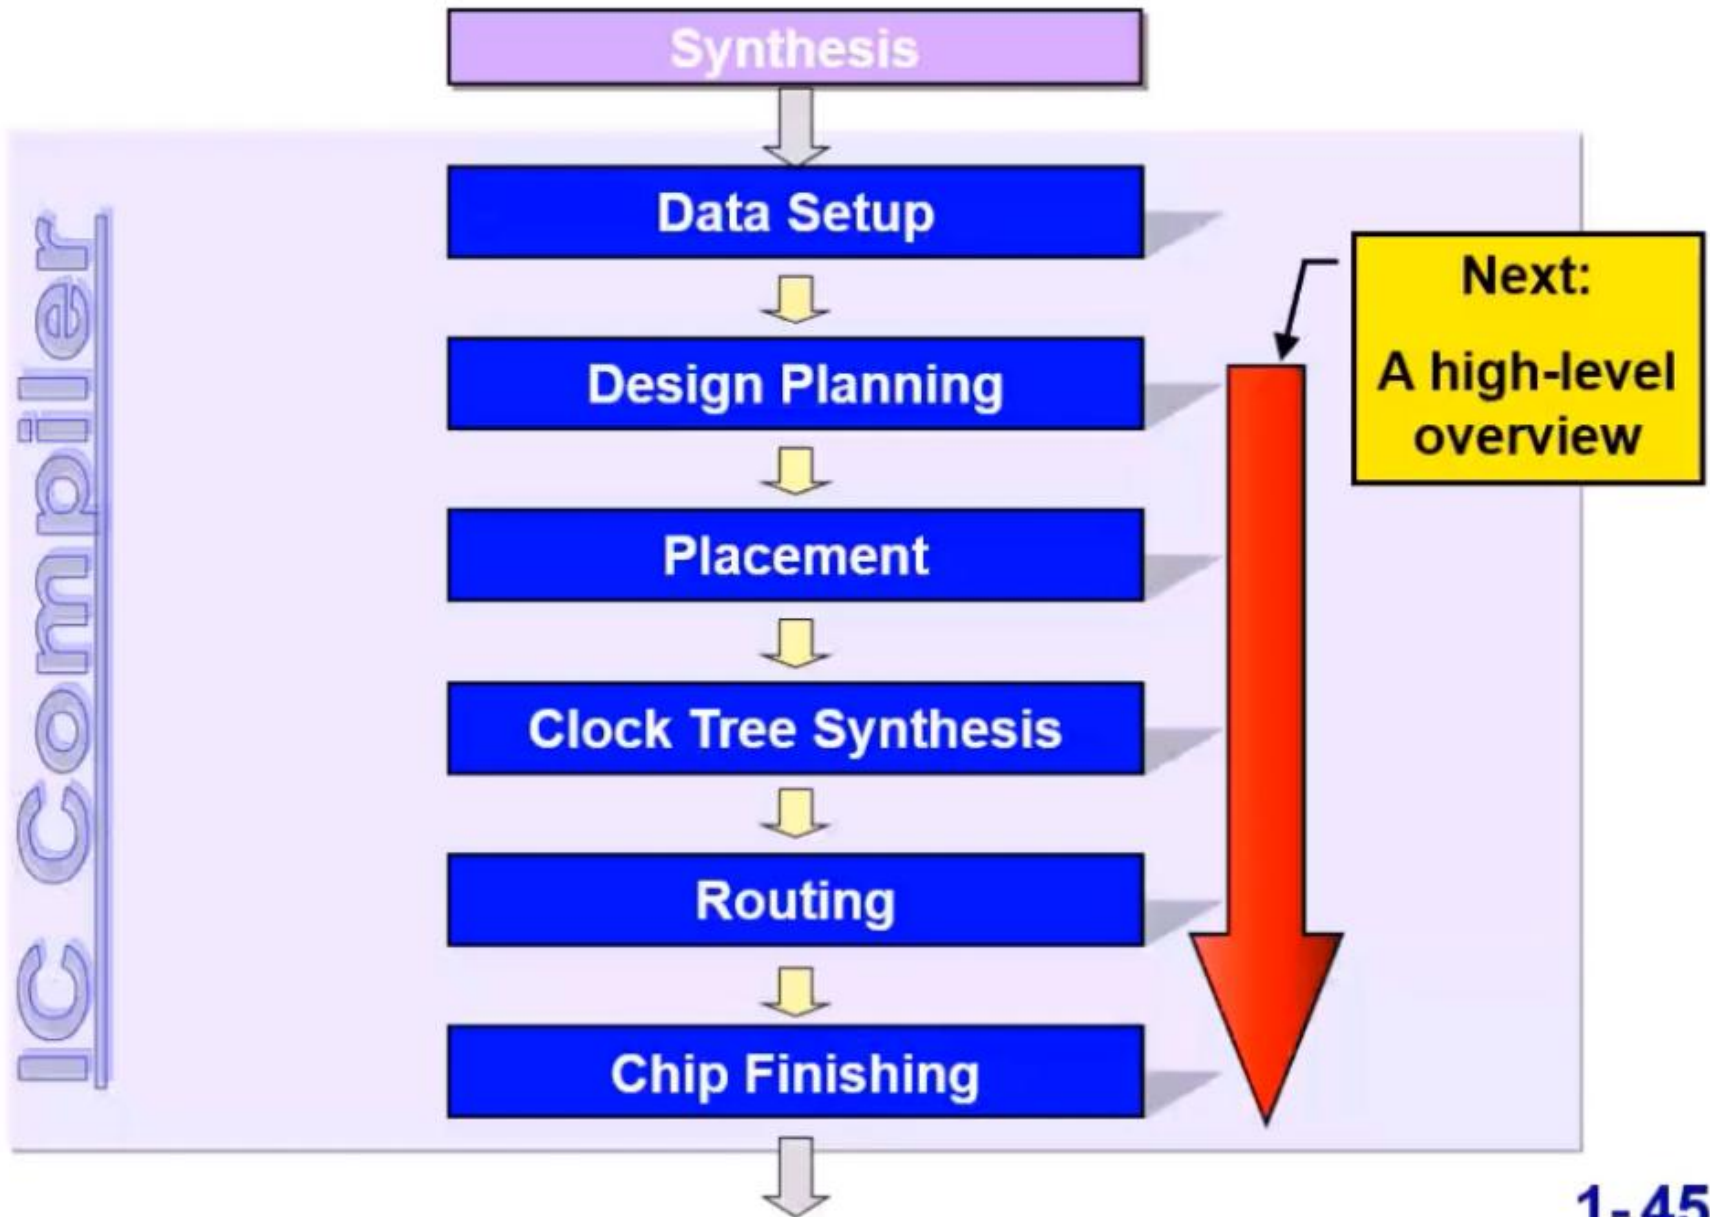 Synthesis
IC Compiler
Data Setup
Design Planning
Placement
Clock Tree Synthesis
Routing
Chip Finishing
Next:
A high-level
overview
1-45